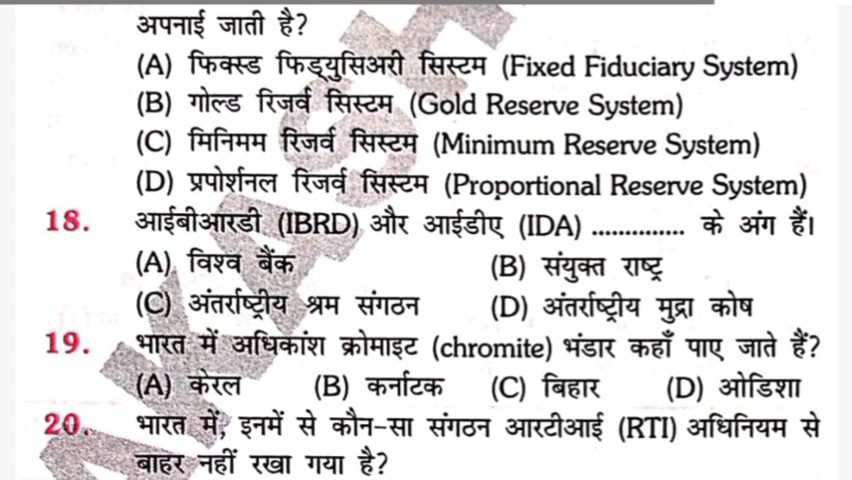 अपनाई जाती है?
(A) फिक्स्ड फिड्युसिअरी सिस्टम (Fixed Fiduciary System)
(B) गोल्ड रिजर्व सिस्टम (Gold Reserve System)
(C) मिनिमम रिजर्व सिस्टम (Minimum Reserve System)
(D) प्रपोर्शनल रिजर्व सिस्टम (Proportional Reserve System)
18. आईबीआरडी (IBRD) और आईडीए (IDA) ............... के अंग हैं।
(A) विश्व बैंक (B) संयुक्त राष्ट्र
(C) अंतर्राष्ट्रीय श्रम संगठन (D) अंतर्राष्ट्रीय मुद्रा कोष
19. भारत में अधिकांश क्रोमाइट (chromite) भंडार कहाँ पाए जाते हैं?
(A) केरल (B) कर्नाटक (C) बिहार (D) ओडिशा
20. भारत में, इनमें से कौन-सा संगठन आरटीआई (RTI) अधिनियम से
बाहर नहीं रखा गया है?